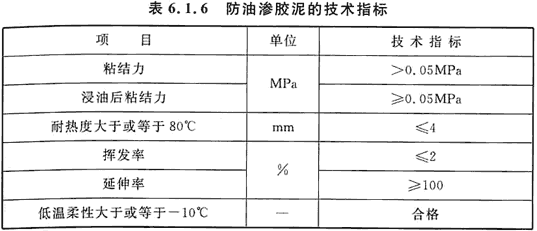 表 6.1.6 防油渗胶泥的技术指标
项 目 单位 技 术 指 标
粘结力 MPa >0.05MPa
浸油后粘结力 ≥0.05MPa
耐热度大于或等于80℃ mm ≤4
挥发率 % ≤2
延伸率 ≥100
低温柔性大于或等于-10℃ — 合格